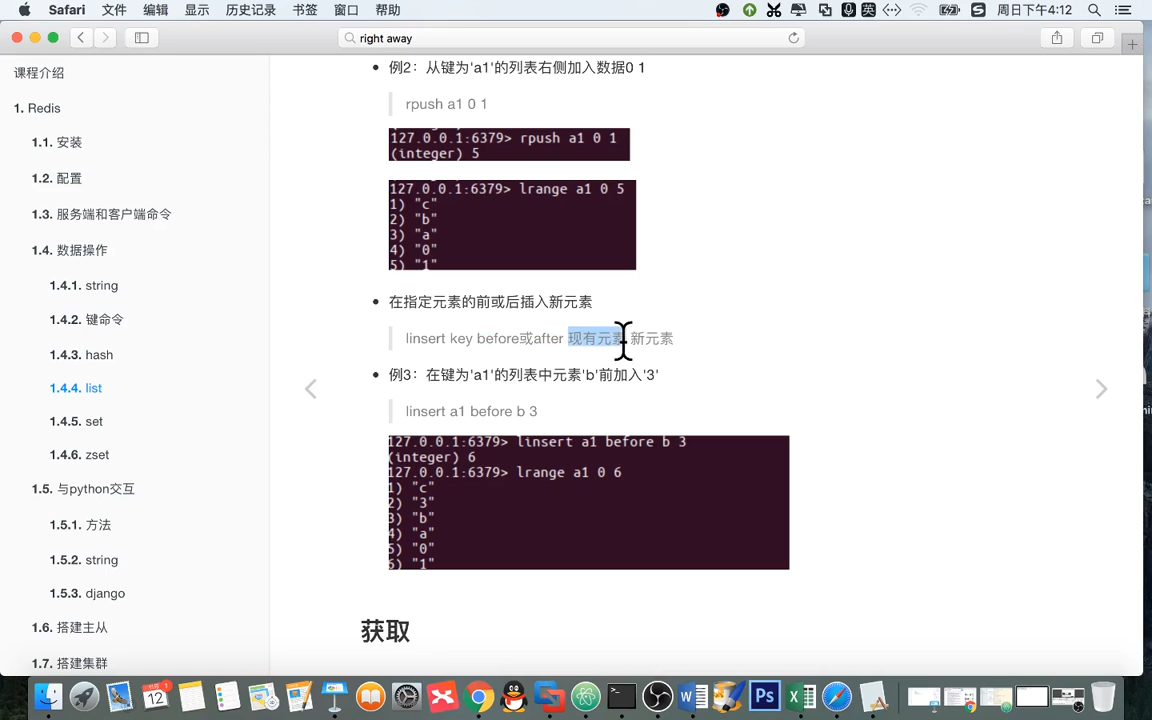 Safari 文件 编辑 显示 历史记录 书签 窗口 帮助
英
周日下午4:12
right away
课程介绍
1. Redis
1.1. 安装
1.2. 配置
1.3. 服务端和客户端命令
1.4. 数据操作
1.4.1. string
1.4.2. 键命令
1.4.3. hash
1.4.4. list
1.4.5. set
1.4.6. zset
1.5. 与python交互
1.5.1. 方法
1.5.2. string
1.5.3. django
1.6. 搭建主从
1.7. 搭建集群
例2：从键为'a1'的列表右侧加入数据0 1
rpush a1 0 1
127.0.0.1:6379> rpush a1 0 1
(integer) 5
127.0.0.1:6379> lrange a1 0 5
1) "c"
2) "b"
3) "a"
4) "0"
5) "1"
在指定元素的前或后插入新元素
linsert key before或after 现有元素 新元素
例3：在键为'a1'的列表中元素'b'前加入'3'
linsert a1 before b 3
127.0.0.1:6379> linsert a1 before b 3
(integer) 6
127.0.0.1:6379> lrange a1 0 6
1) "c"
2) "3"
3) "b"
4) "a"
5) "0"
6) "1"
获取
12
Ps